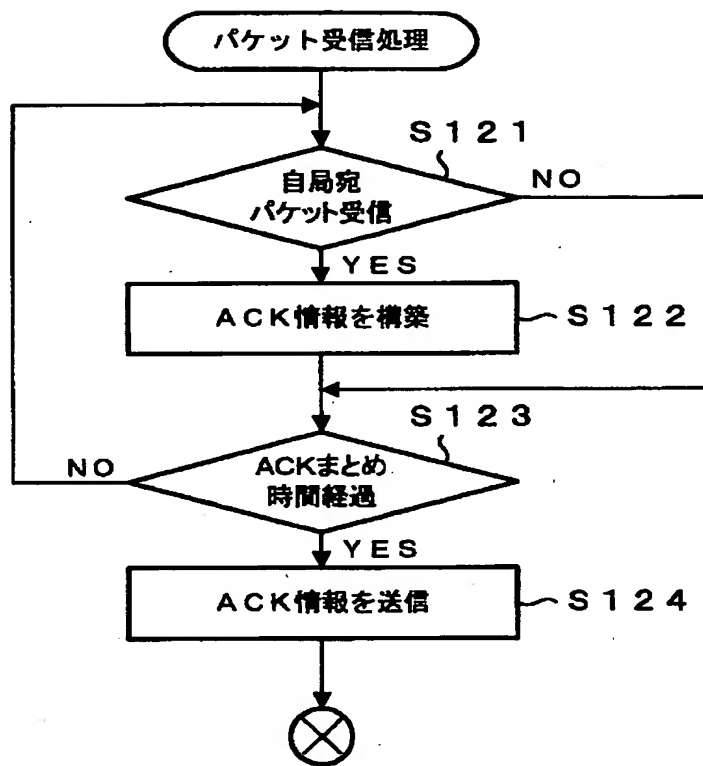 パケット受信処理
S121
自局宛
パケット受信
NO
YES
ACK情報を構築
S122
S123
NO
ACKまとめ
時間経過
YES
ACK情報を送信
S124